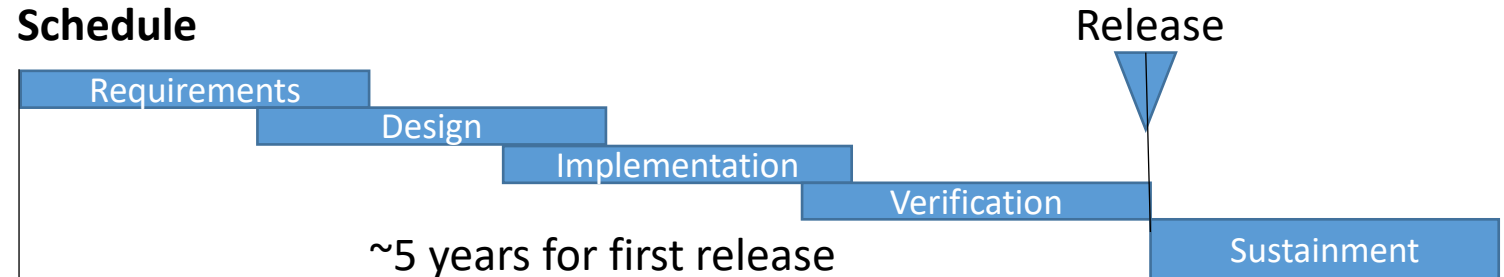 Schedule
Release
Requirements
Design
Implementation
Verification
~5 years for first release
Sustainment